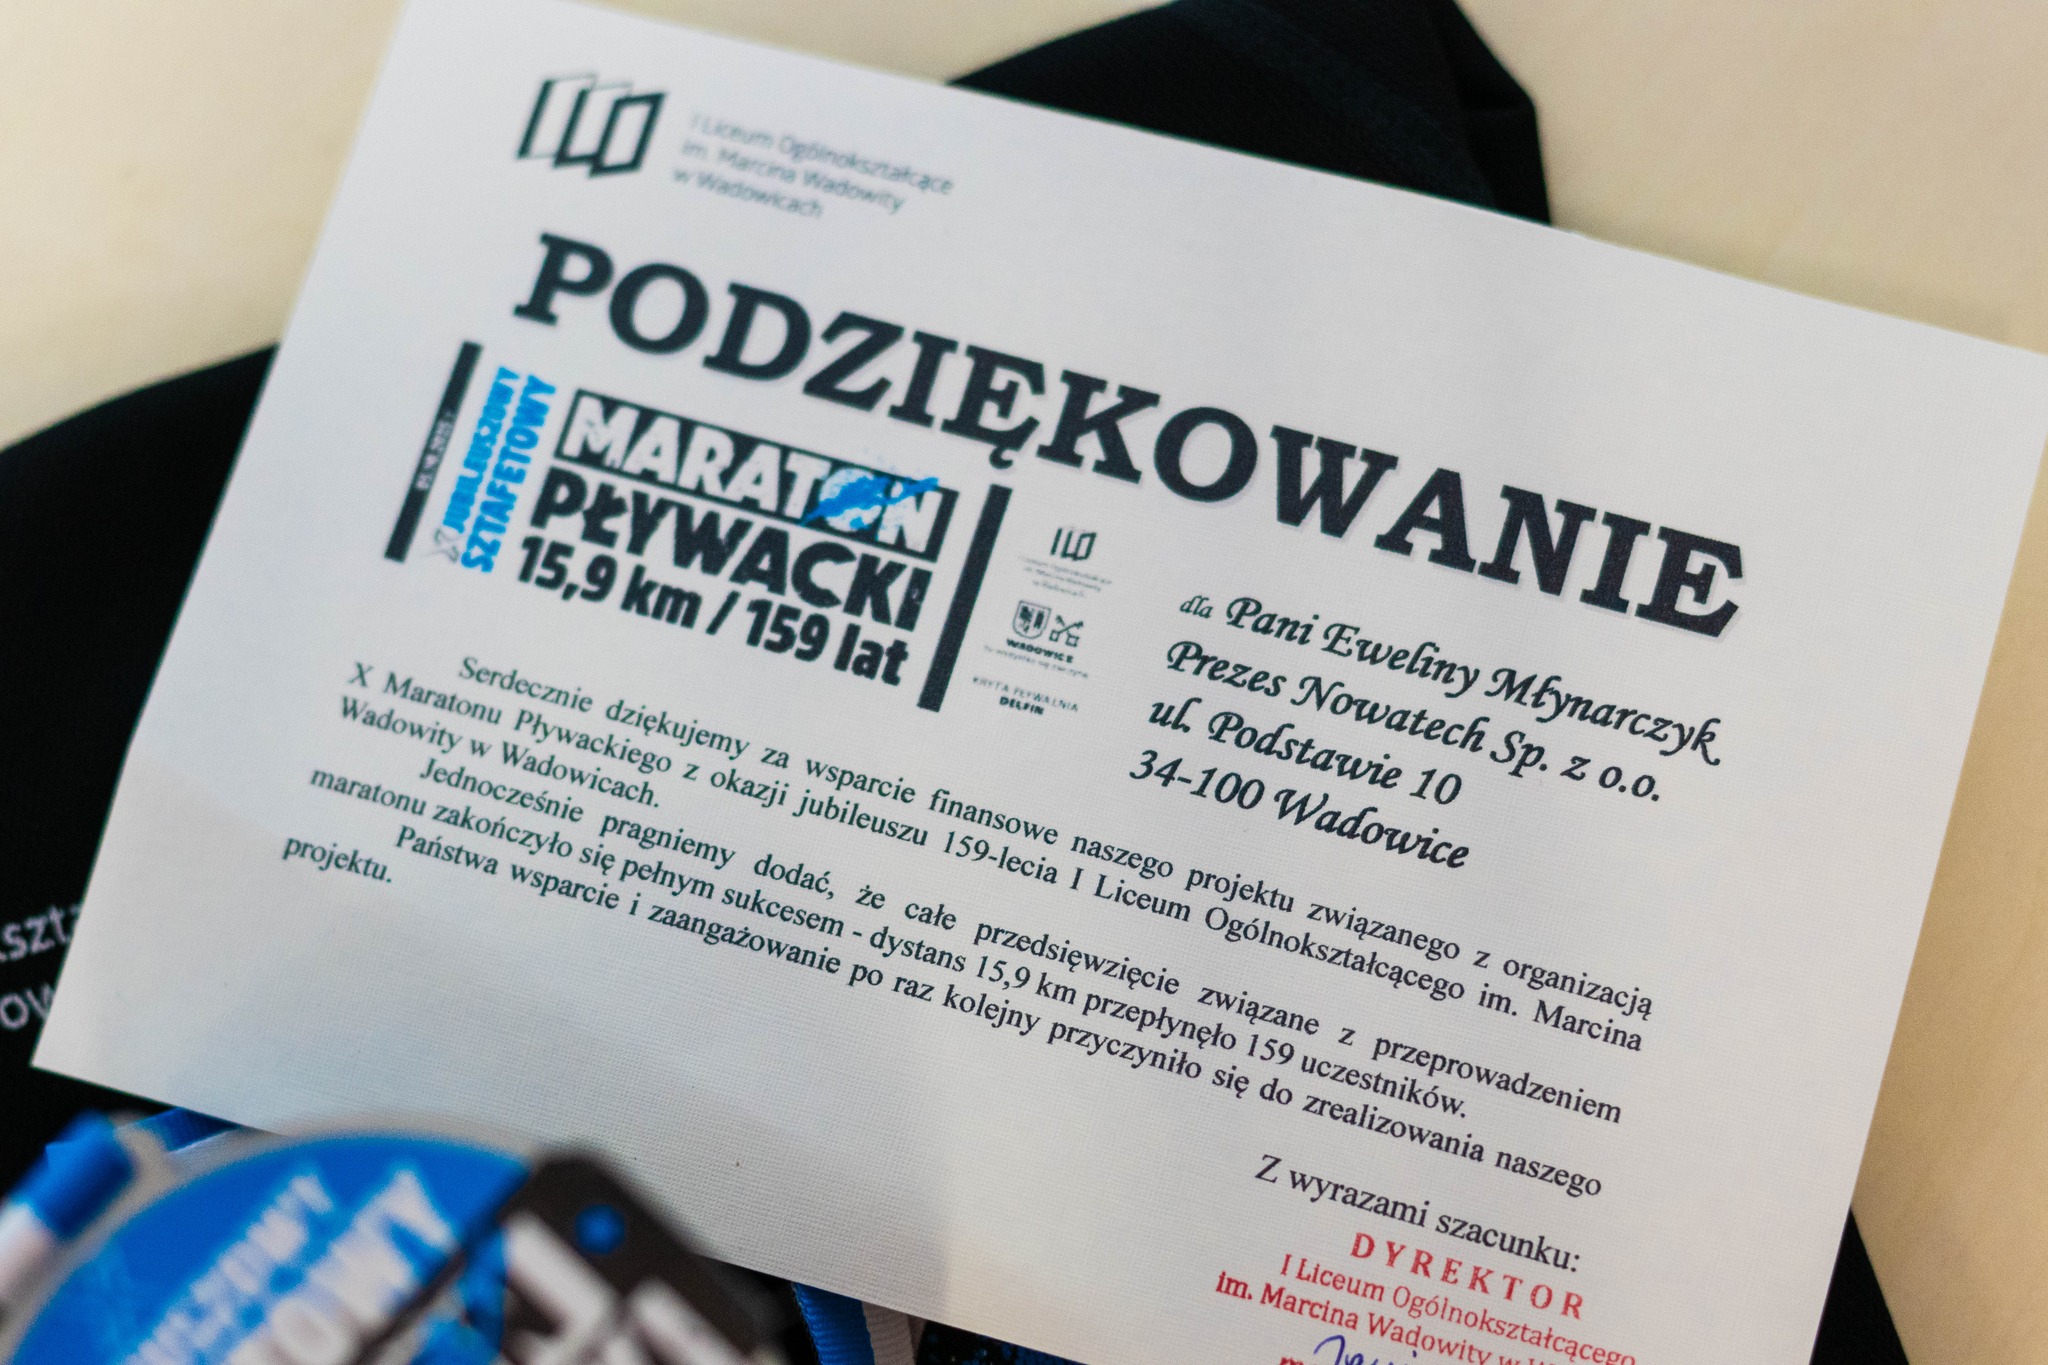 I Liceum Ogólnokształcące
im. Marcina Wadowity
w Wadowicach
PODZIĘKOWANIE
X JUBILEUSZOWY
SZTAFETOWY
MARATON
PŁYWACKI
15,9 km / 159 lat
WADOWICE
KRYTA PŁYWALNIA
DELFIN
dla Pani Eweliny Młynarczyk
Prezes Nowatech Sp. z o.o.
ul. Podstawie 10
34-100 Wadowice
Serdecznie dziękujemy za wsparcie finansowe naszego projektu związanego z organizacją
X Maratonu Pływackiego z okazji jubileuszu 159-lecia I Liceum Ogólnokształcącego im. Marcina
Wadowity w Wadowicach.
Jednocześnie pragniemy dodać, że całe przedsięwzięcie związane z przeprowadzeniem
maratonu zakończyło się pełnym sukcesem - dystans 15,9 km przepłynęło 159 uczestników.
Państwa wsparcie i zaangażowanie po raz kolejny przyczyniło się do zrealizowania naszego
projektu.
Z wyrazami szacunku:
DYREKTOR
I Liceum Ogólnokształcącego
im. Marcina Wadowity w